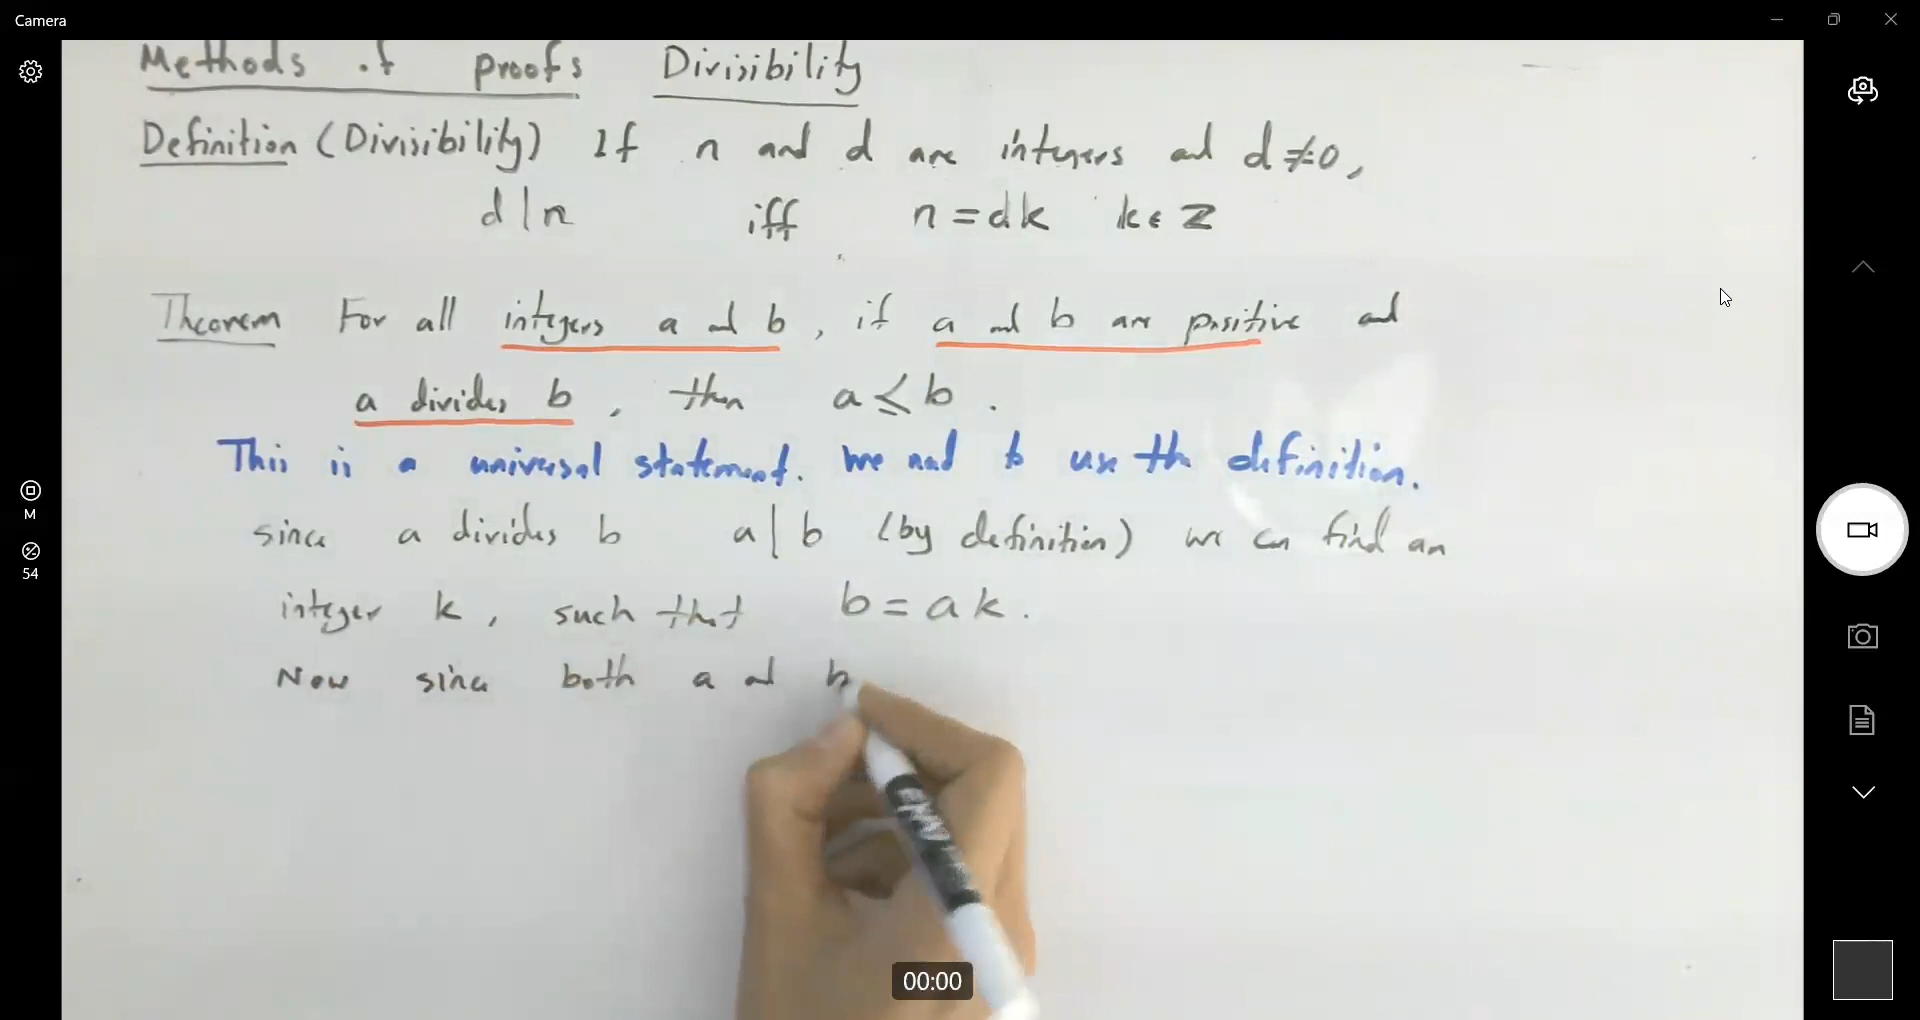 Camera
Methods of proofs Divisibility
Definition (Divisibility) If n and d are integers and d≠0,
d|n iff n=dk k∈Z
Theorem For all integers a and b, if a and b are positive and
a divides b, then a≤b.
This is a universal statement. We need to use the definition.
since a divides b a|b (by definition) we can find an
integer k, such that b=ak.
Now since both a and b
M
54
00:00